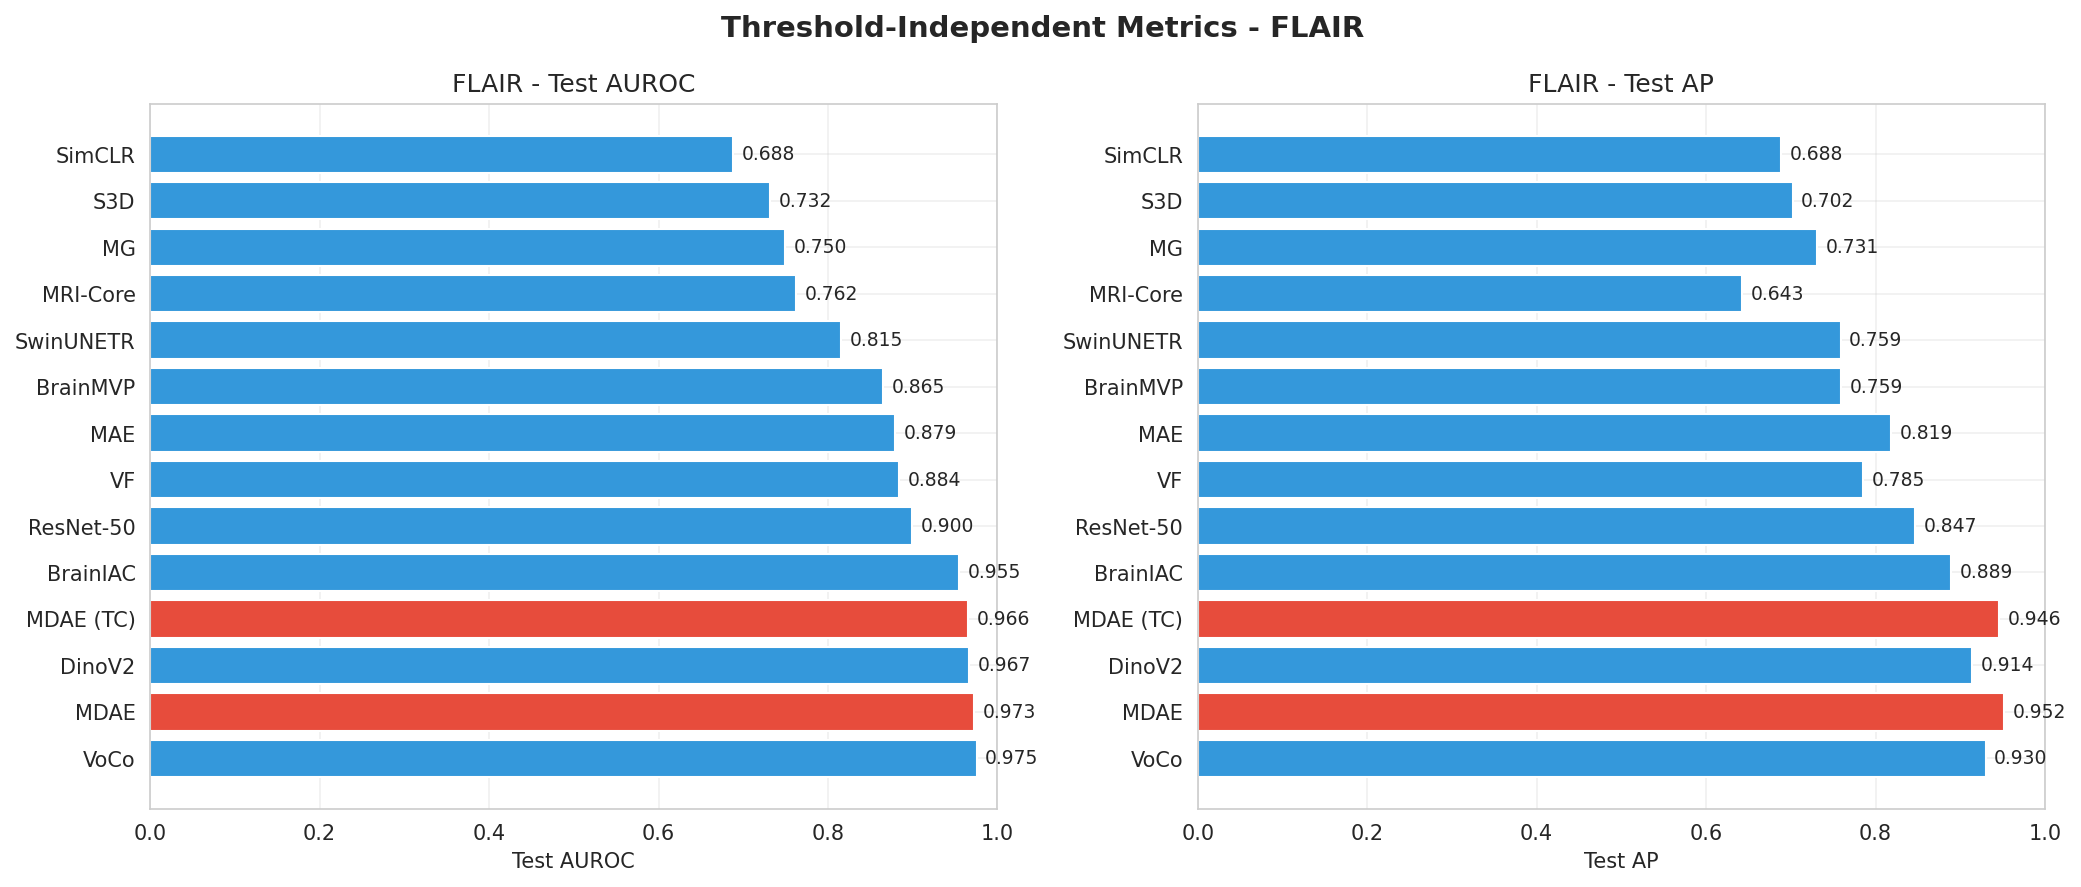 Threshold-Independent Metrics - FLAIR
FLAIR - Test AUROC
SimCLR 0.688
S3D 0.732
MG 0.750
MRI-Core 0.762
SwinUNETR 0.815
BrainMVP 0.865
MAE 0.879
VF 0.884
ResNet-50 0.900
BrainIAC 0.955
MDAE (TC) 0.966
DinoV2 0.967
MDAE 0.973
VoCo 0.975
0.0 0.2 0.4 0.6 0.8 1.0
Test AUROC
FLAIR - Test AP
SimCLR 0.688
S3D 0.702
MG 0.731
MRI-Core 0.643
SwinUNETR 0.759
BrainMVP 0.759
MAE 0.819
VF 0.785
ResNet-50 0.847
BrainIAC 0.889
MDAE (TC) 0.946
DinoV2 0.914
MDAE 0.952
VoCo 0.930
0.0 0.2 0.4 0.6 0.8 1.0
Test AP